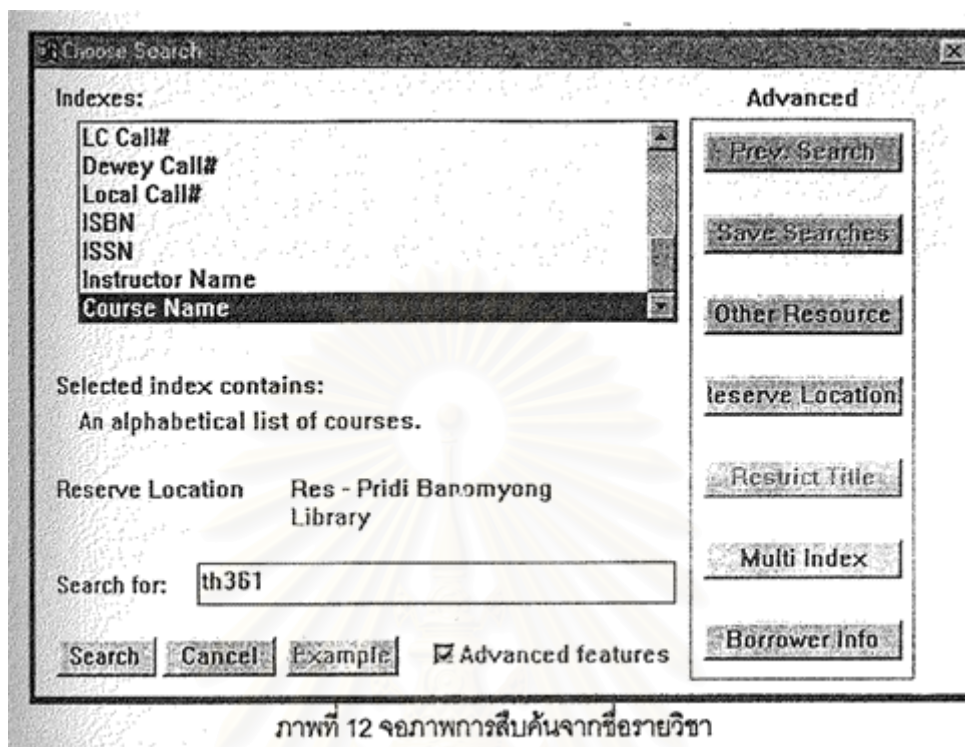 Choose Search
Indexes:
LC Call#
Dewey Call#
Local Call#
ISBN
ISSN
Instructor Name
Course Name
Selected index contains:
An alphabetical list of courses.
Reserve Location Res - Pridi Banomyong
Library
Search for: th361
Search Cancel Example Advanced features
Advanced
Prev. Search
Save Searches
Other Resource
leserve Location
Restrict Title
Multi Index
Borrower Info
ภาพที่ 12 จอภาพการสืบค้นจากชื่อรายวิชา